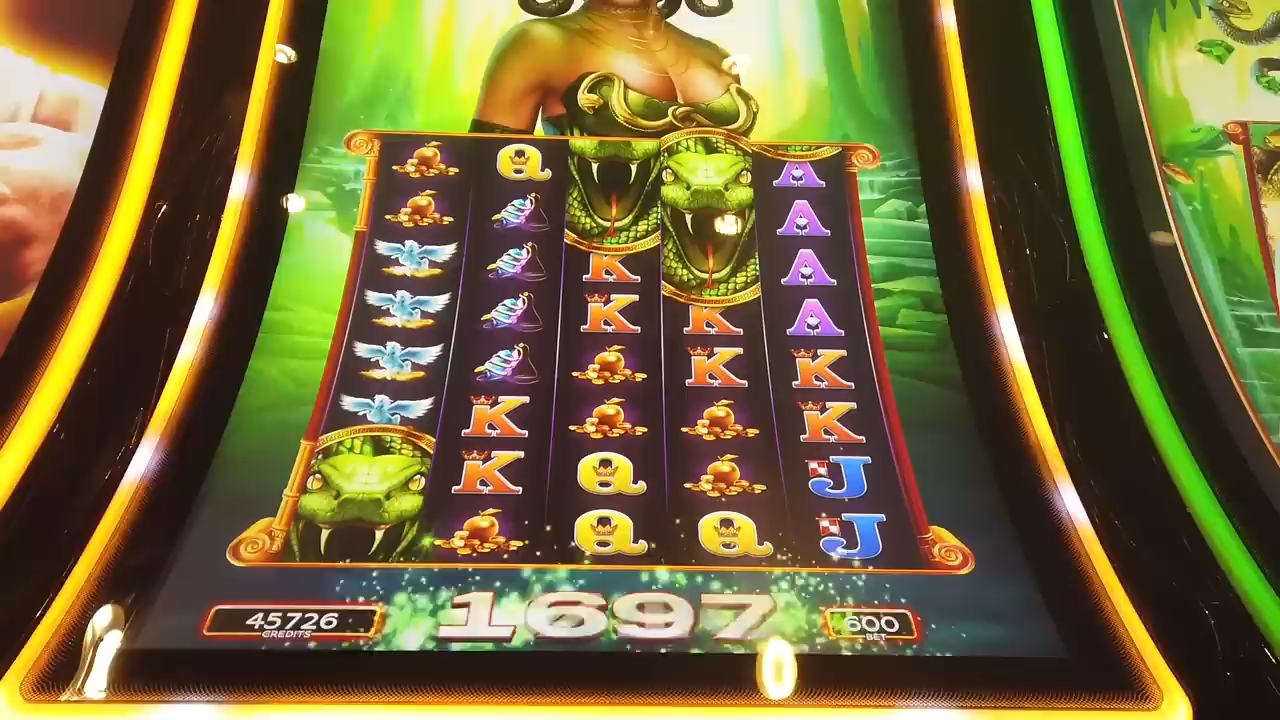 Q A
A
K A
K K A
K K K
K K
K Q J
Q Q J
45726 1697 600
CREDITS BET